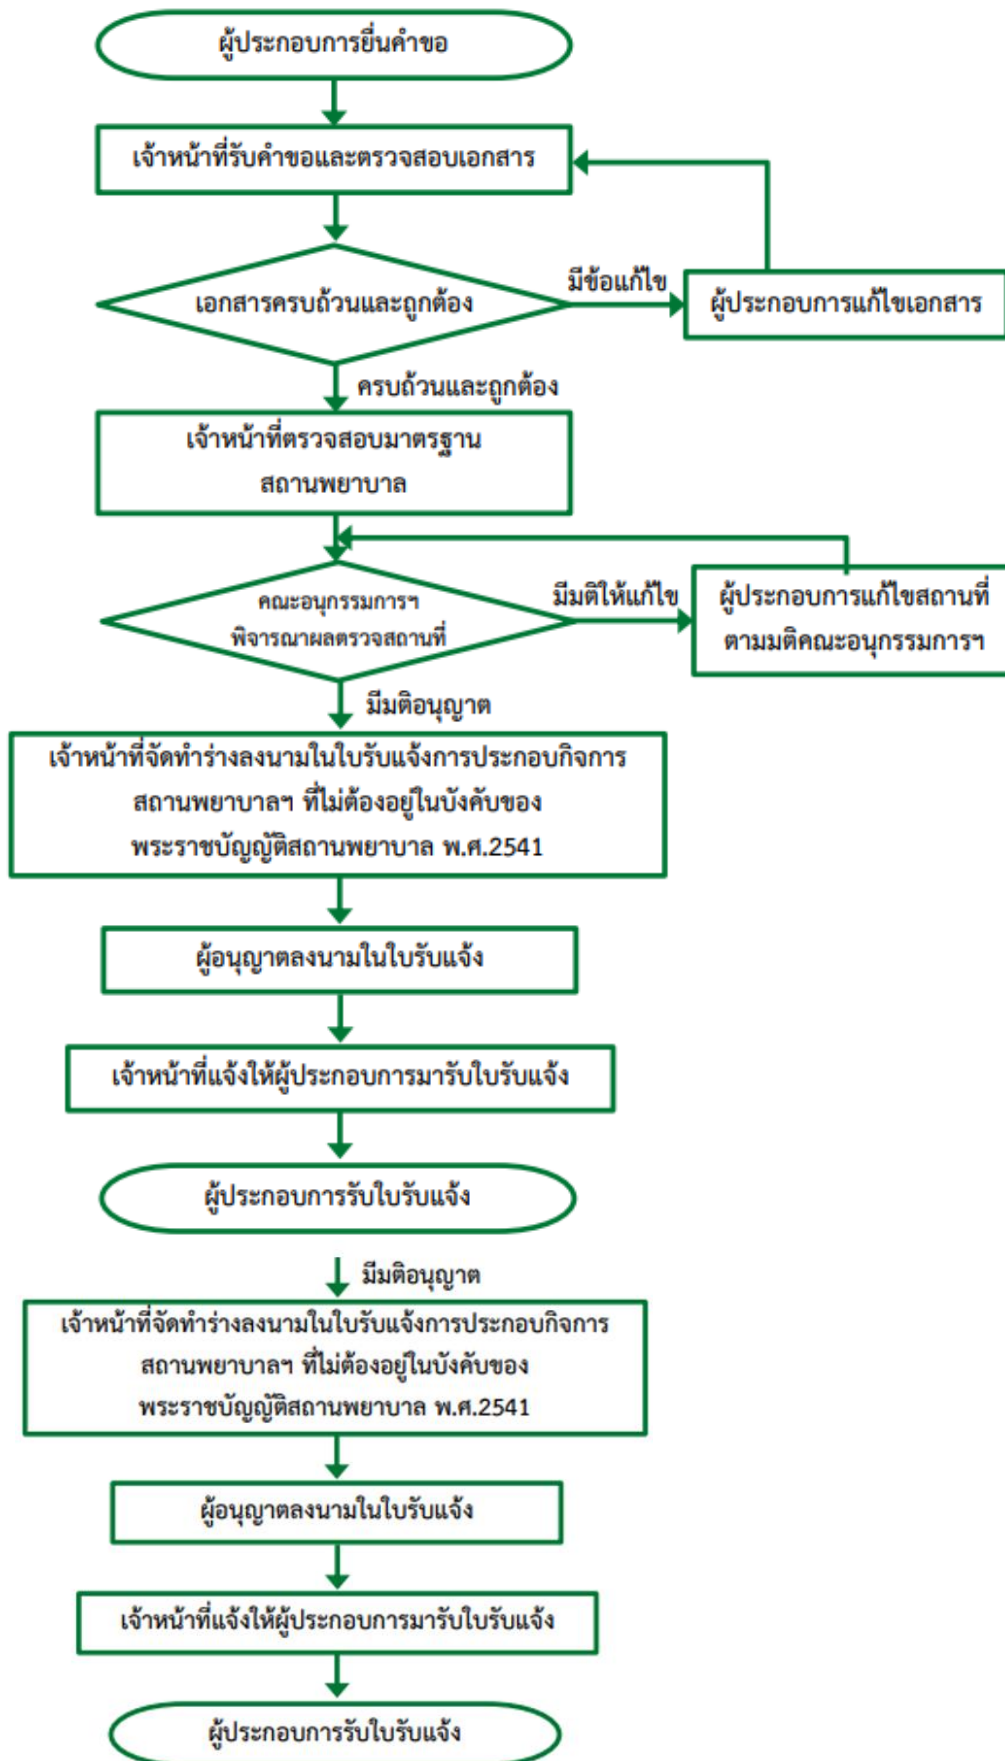 ผู้ประกอบการยื่นคำขอ
เจ้าหน้าที่รับคำขอและตรวจสอบเอกสาร
เอกสารครบถ้วนและถูกต้อง
มีข้อแก้ไข
ผู้ประกอบการแก้ไขเอกสาร
ครบถ้วนและถูกต้อง
เจ้าหน้าที่ตรวจสอบมาตรฐาน
สถานพยาบาล
คณะอนุกรรมการฯ
พิจารณาผลตรวจสถานที่
มีมติให้แก้ไข
ผู้ประกอบการแก้ไขสถานที่
ตามมติคณะอนุกรรมการฯ
มีมติอนุญาต
เจ้าหน้าที่จัดทำร่างลงนามในใบรับแจ้งการประกอบกิจการ
สถานพยาบาลฯ ที่ไม่ต้องอยู่ในบังคับของ
พระราชบัญญัติสถานพยาบาล พ.ศ.2541
ผู้อนุญาตลงนามในใบรับแจ้ง
เจ้าหน้าที่แจ้งให้ผู้ประกอบการมารับใบรับแจ้ง
ผู้ประกอบการรับใบรับแจ้ง
มีมติอนุญาต
เจ้าหน้าที่จัดทำร่างลงนามในใบรับแจ้งการประกอบกิจการ
สถานพยาบาลฯ ที่ไม่ต้องอยู่ในบังคับของ
พระราชบัญญัติสถานพยาบาล พ.ศ.2541
ผู้อนุญาตลงนามในใบรับแจ้ง
เจ้าหน้าที่แจ้งให้ผู้ประกอบการมารับใบรับแจ้ง
ผู้ประกอบการรับใบรับแจ้ง